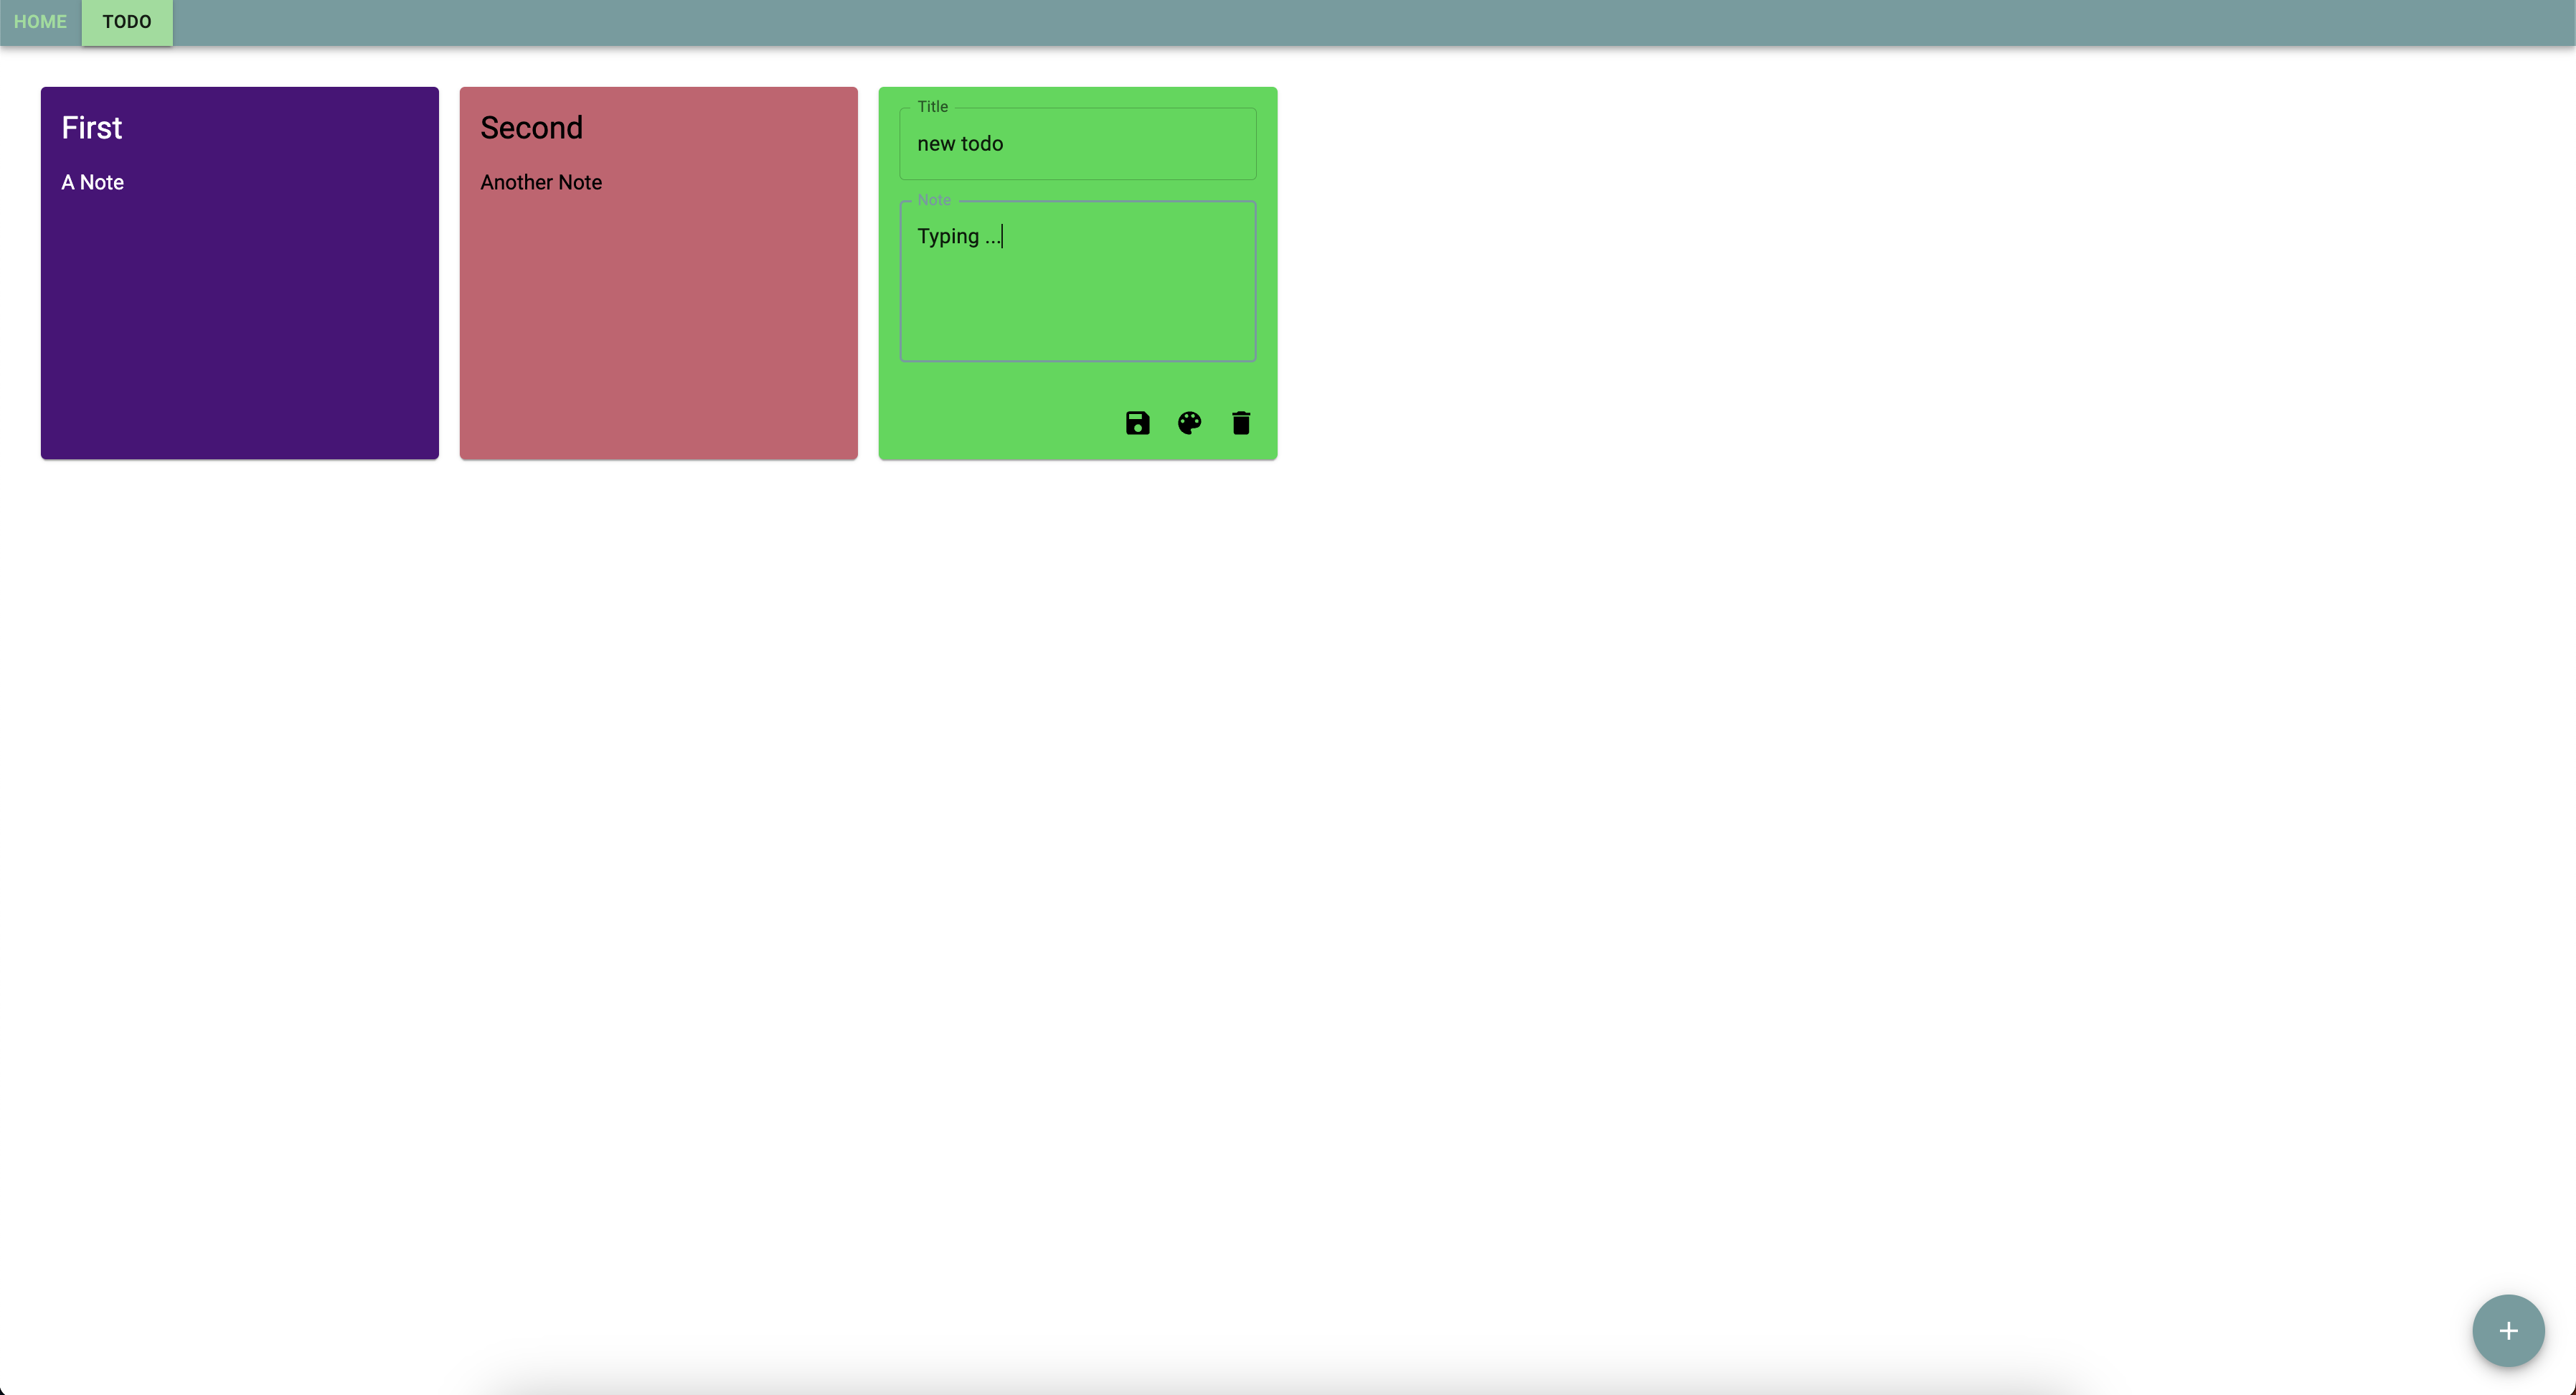 HOME TODO
First
A Note
Second
Another Note
Title
new todo
Note
Typing ...